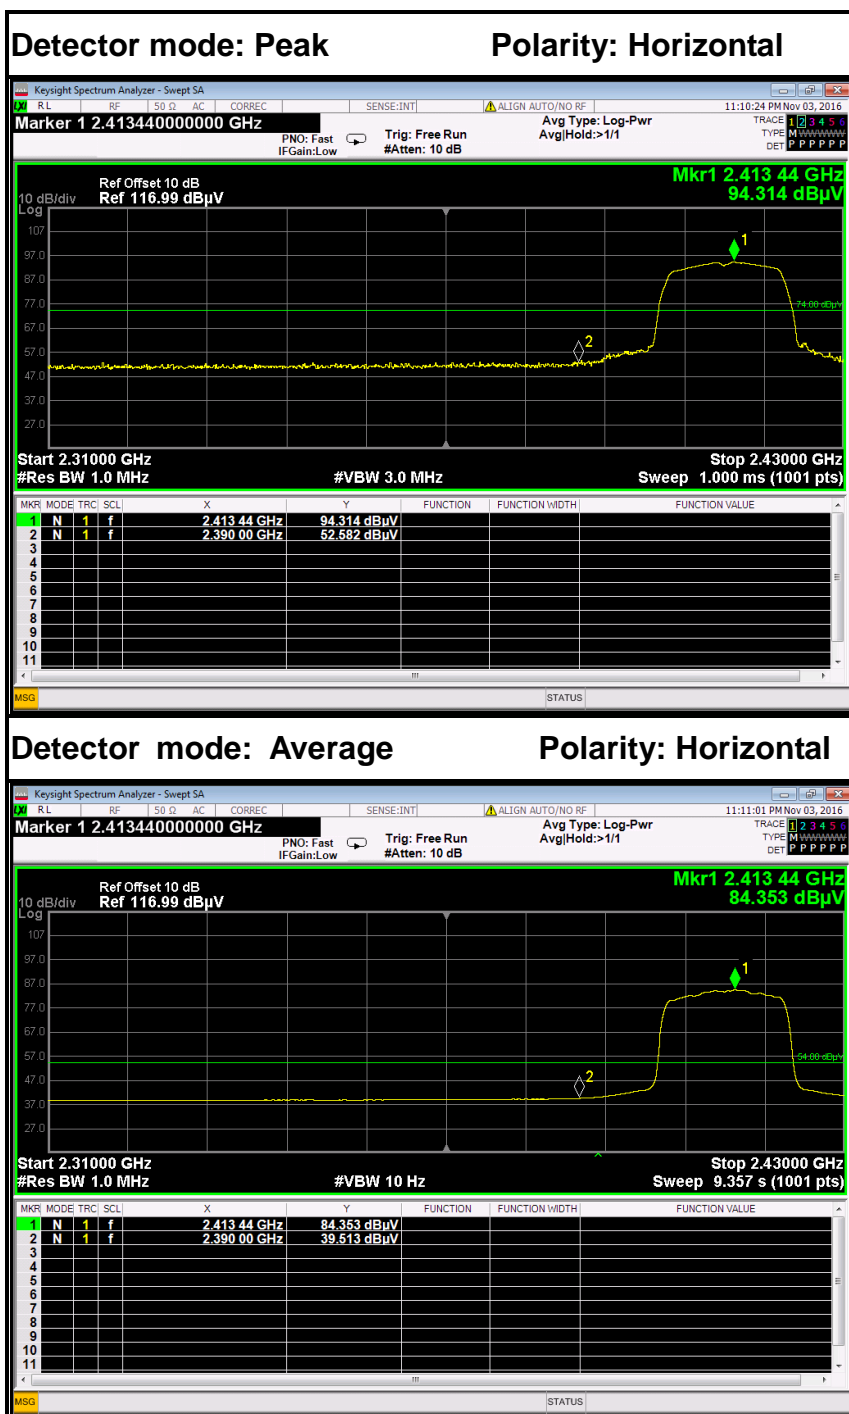 Detector mode: Peak Polarity: Horizontal
Keysight Spectrum Analyzer - Swept SA
LXI RL RF 50 Ω AC CORREC SENSE:INT ALIGN AUTO/NO RF 11:10:24 PM Nov 03, 2016
Marker 1 2.413440000000 GHz
PNO: Fast
IFGain:Low
Trig: Free Run
#Atten: 10 dB
Avg Type: Log-Pwr
Avg|Hold:>1/1
TRACE 1 2 3 4 5 6
TYPE M W W W W W
DET P P P P P P
Mkr1 2.413 44 GHz
94.314 dBµV
Ref Offset 10 dB
10 dB/div Ref 116.99 dBµV
Log
107
97.0
87.0
77.0
67.0
57.0
47.0
37.0
27.0
1
2
74.00 dBµV
Start 2.31000 GHz Stop 2.43000 GHz
#Res BW 1.0 MHz #VBW 3.0 MHz Sweep 1.000 ms (1001 pts)
MKR MODE TRC SCL X Y FUNCTION FUNCTION WIDTH FUNCTION VALUE
1 N 1 f 2.413 44 GHz 94.314 dBµV
2 N 1 f 2.390 00 GHz 52.582 dBµV
3
4
5
6
7
8
9
10
11
MSG STATUS
Detector mode: Average Polarity: Horizontal
Keysight Spectrum Analyzer - Swept SA
LXI RL RF 50 Ω AC CORREC SENSE:INT ALIGN AUTO/NO RF 11:11:01 PM Nov 03, 2016
Marker 1 2.413440000000 GHz
PNO: Fast
IFGain:Low
Trig: Free Run
#Atten: 10 dB
Avg Type: Log-Pwr
Avg|Hold:>1/1
TRACE 1 2 3 4 5 6
TYPE M W W W W W
DET P P P P P P
Mkr1 2.413 44 GHz
84.353 dBµV
Ref Offset 10 dB
10 dB/div Ref 116.99 dBµV
Log
107
97.0
87.0
77.0
67.0
57.0
47.0
37.0
27.0
1
2
54.00 dBµV
Start 2.31000 GHz Stop 2.43000 GHz
#Res BW 1.0 MHz #VBW 10 Hz Sweep 9.357 s (1001 pts)
MKR MODE TRC SCL X Y FUNCTION FUNCTION WIDTH FUNCTION VALUE
1 N 1 f 2.413 44 GHz 84.353 dBµV
2 N 1 f 2.390 00 GHz 39.513 dBµV
3
4
5
6
7
8
9
10
11
MSG STATUS